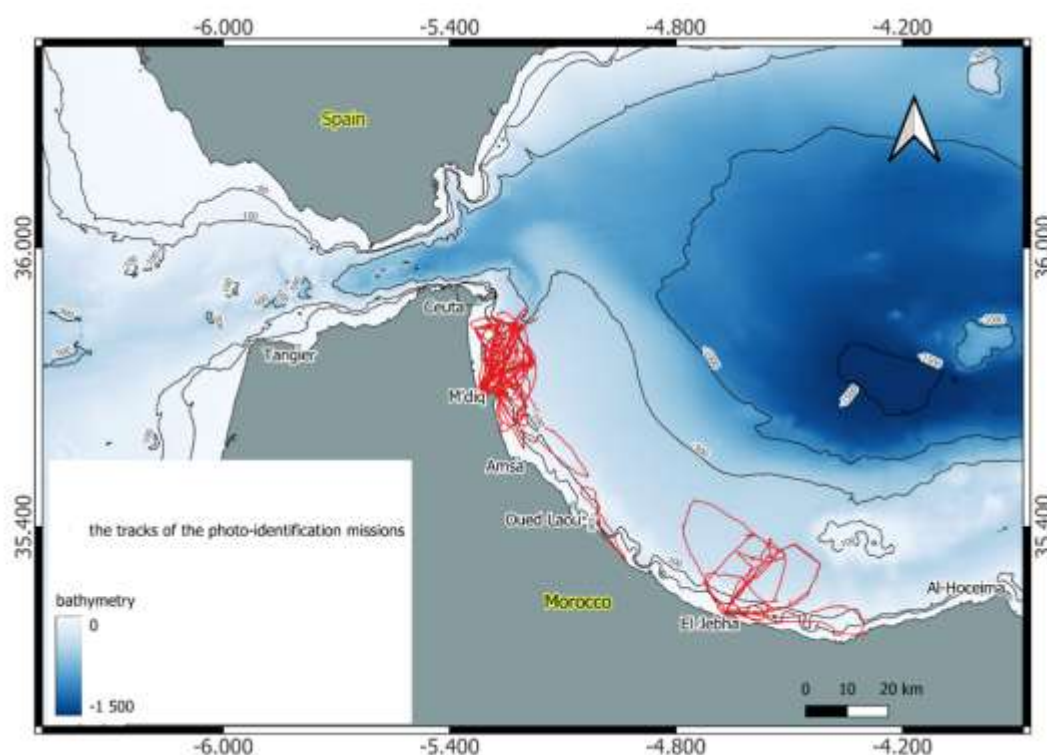 -6.000 -5.400 -4.800 -4.200
Spain
36.000 36.000
Ceuta
Tangier
M'diq
Amsa
Oued Laou
35.400 35.400
the tracks of the photo-identification missions
bathymetry
0
-1 500
Morocco
El Jebha
Al-Hoceima
0 10 20 km
-6.000 -5.400 -4.800 -4.200